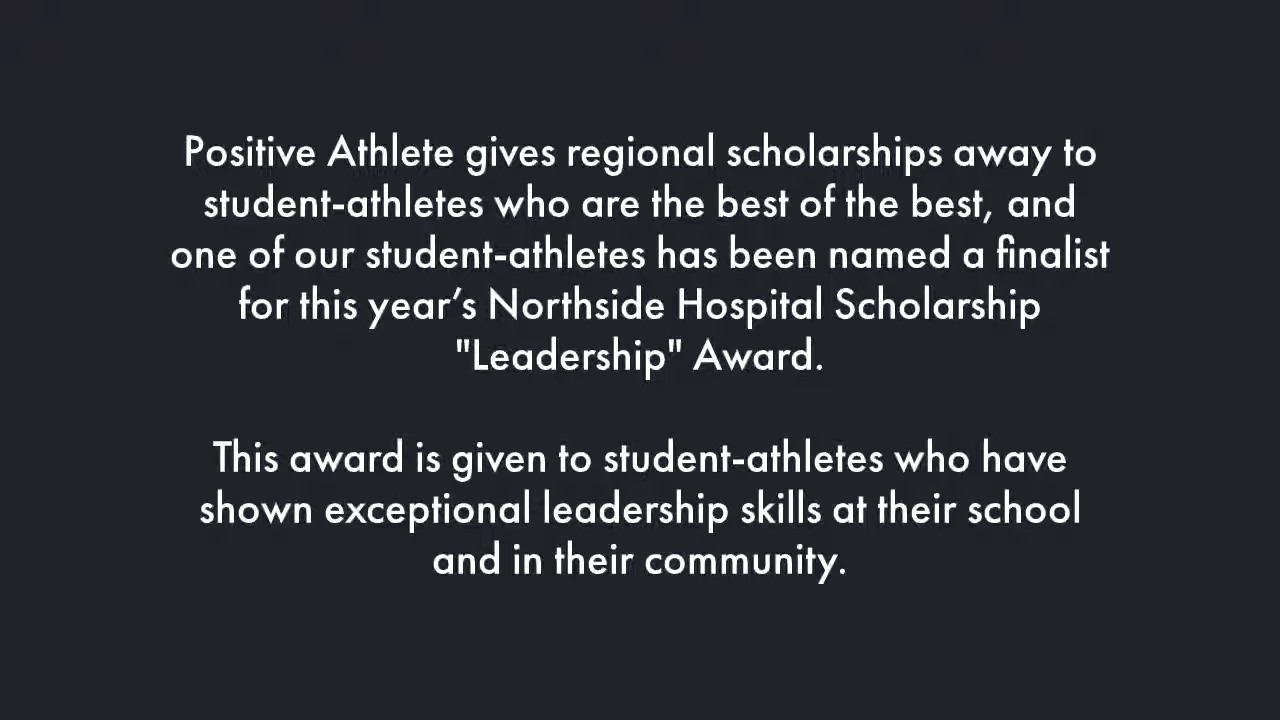 Positive Athlete gives regional scholarships away to
student-athletes who are the best of the best, and
one of our student-athletes has been named a finalist
for this year’s Northside Hospital Scholarship
"Leadership" Award.
This award is given to student-athletes who have
shown exceptional leadership skills at their school
and in their community.